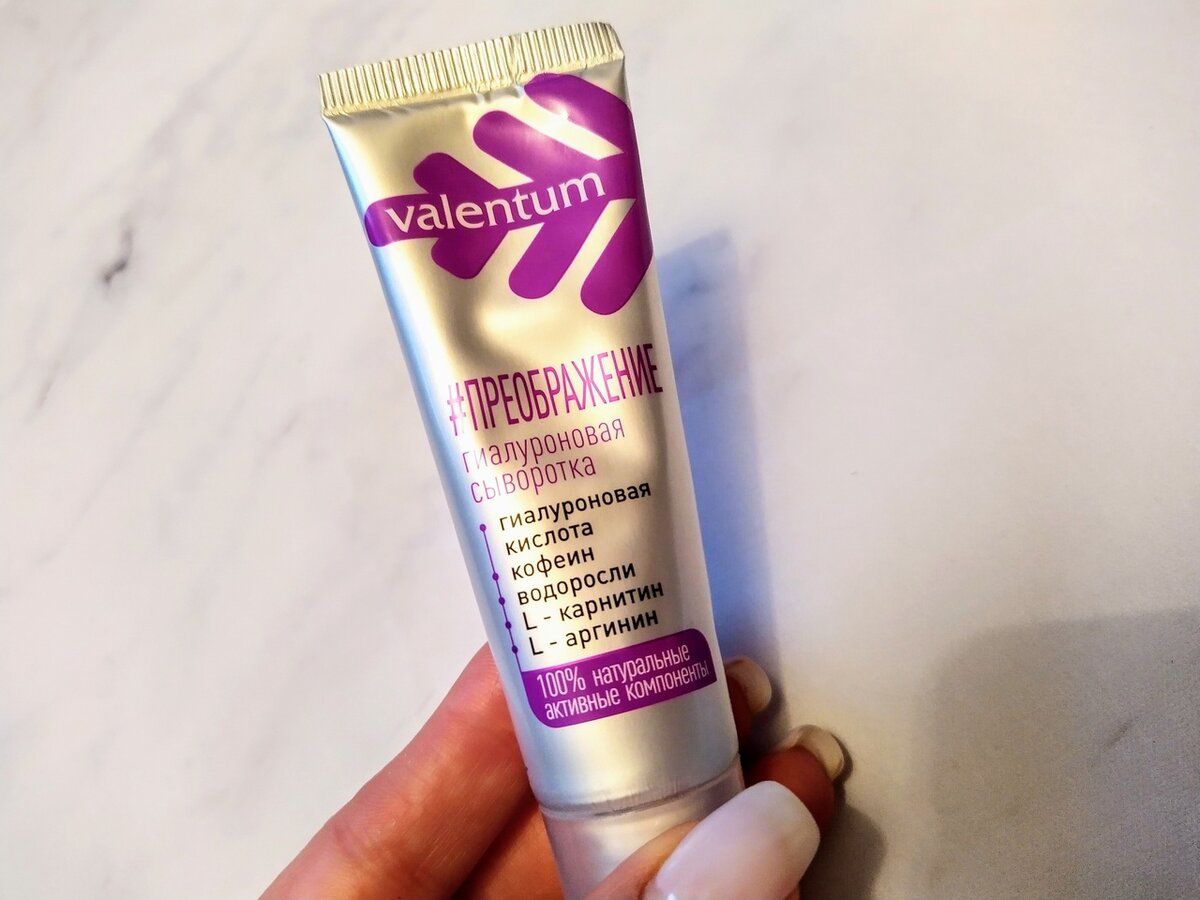 valentum
#ПРЕОБРАЖЕНИЕ
гиалуроновая
сыворотка
гиалуроновая
кислота
кофеин
водоросли
L - карнитин
L - аргинин
100% натуральные
активные компоненты